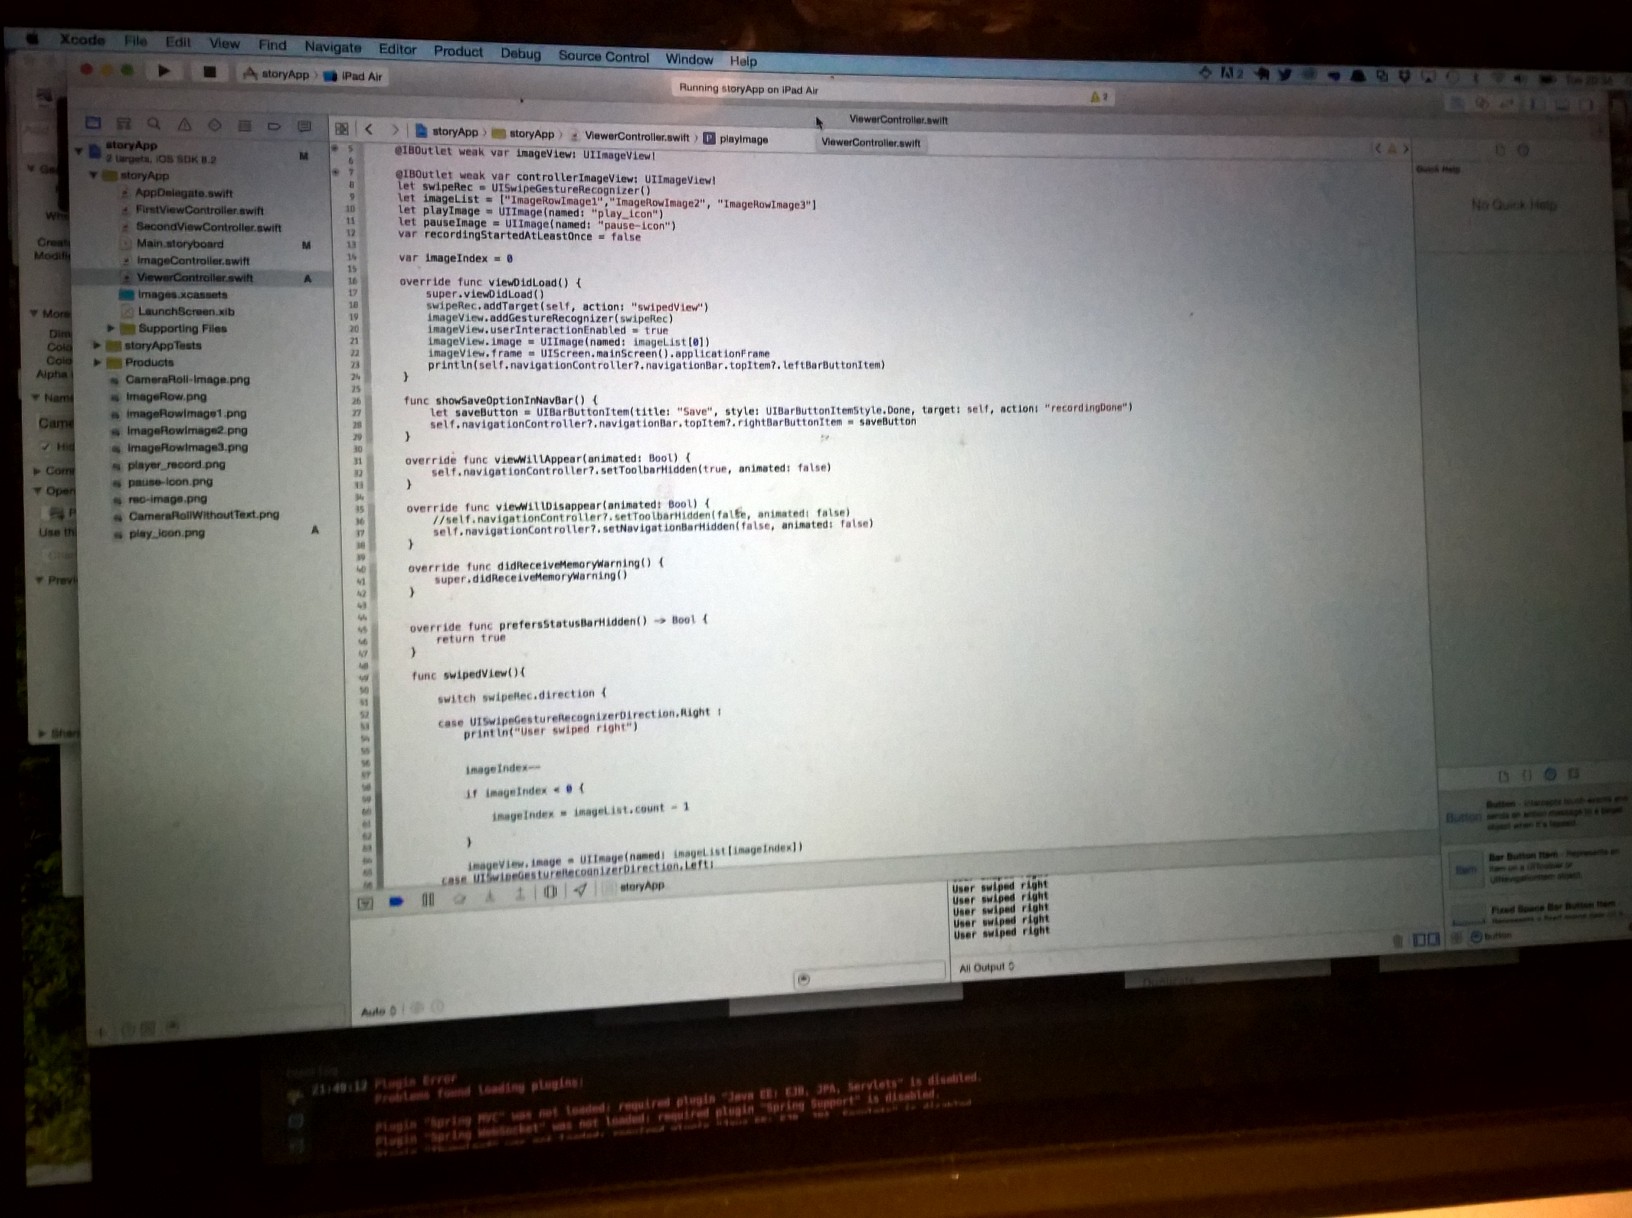 Xcode File Edit View Find Navigate Editor Product Debug Source Control Window Help
storyApp > iPad Air
Running storyApp on iPad Air
2
ViewerController.swift
storyApp > storyApp > ViewerController.swift > playImage
ViewerController.swift
storyApp M
2 targets, iOS SDK 8.2
storyApp
AppDelegate.swift
FirstViewController.swift
SecondViewController.swift
Main.storyboard M
ImageController.swift
ViewerController.swift A
Images.xcassets
LaunchScreen.xib
Supporting Files
storyAppTests
Products
CameraRoll-Image.png
ImageRow.png
ImageRowImage1.png
ImageRowImage2.png
ImageRowImage3.png
player_record.png
pause-icon.png
rec-image.png
CameraRollWithoutText.png
play_icon.png A
@IBOutlet weak var imageView: UIImageView!
@IBOutlet weak var controllerImageView: UIImageView!
let swipeRec = UISwipeGestureRecognizer()
let imageList = ["ImageRowImage1","ImageRowImage2", "ImageRowImage3"]
let playImage = UIImage(named: "play_icon")
let pauseImage = UIImage(named: "pause-icon")
var recordingStartedAtLeastOnce = false
var imageIndex = 0
override func viewDidLoad() {
super.viewDidLoad()
swipeRec.addTarget(self, action: "swipedView")
imageView.addGestureRecognizer(swipeRec)
imageView.userInteractionEnabled = true
imageView.image = UIImage(named: imageList[0])
imageView.frame = UIScreen.mainScreen().applicationFrame
println(self.navigationController?.navigationBar.topItem?.leftBarButtonItem)
}
func showSaveOptionInNavBar() {
let saveButton = UIBarButtonItem(title: "Save", style: UIBarButtonItemStyle.Done, target: self, action: "recordingDone")
self.navigationController?.navigationBar.topItem?.rightBarButtonItem = saveButton
}
override func viewWillAppear(animated: Bool) {
self.navigationController?.setToolbarHidden(true, animated: false)
}
override func viewWillDisappear(animated: Bool) {
//self.navigationController?.setToolbarHidden(false, animated: false)
self.navigationController?.setNavigationBarHidden(false, animated: false)
}
override func didReceiveMemoryWarning() {
super.didReceiveMemoryWarning()
}
override func prefersStatusBarHidden() -> Bool {
return true
}
func swipedView(){
switch swipeRec.direction {
case UISwipeGestureRecognizerDirection.Right :
println("User swiped right")
imageIndex--
if imageIndex < 0 {
imageIndex = imageList.count - 1
}
imageView.image = UIImage(named: imageList[imageIndex])
case UISwipeGestureRecognizerDirection.Left:
storyApp
User swiped right
User swiped right
User swiped right
User swiped right
User swiped right
All Output
Auto
Quick Help
No Quick Help
Button
Bar Button Item
Fixed Space Bar Button Item
button
21:49:12 Plugin Error
Problems found loading plugins:
Plugin "Spring MVC" was not loaded: required plugin "Java EE: EJB, JPA, Servlets" is disabled.
Plugin "Spring WebSocket" was not loaded: required plugin "Spring Support" is disabled.